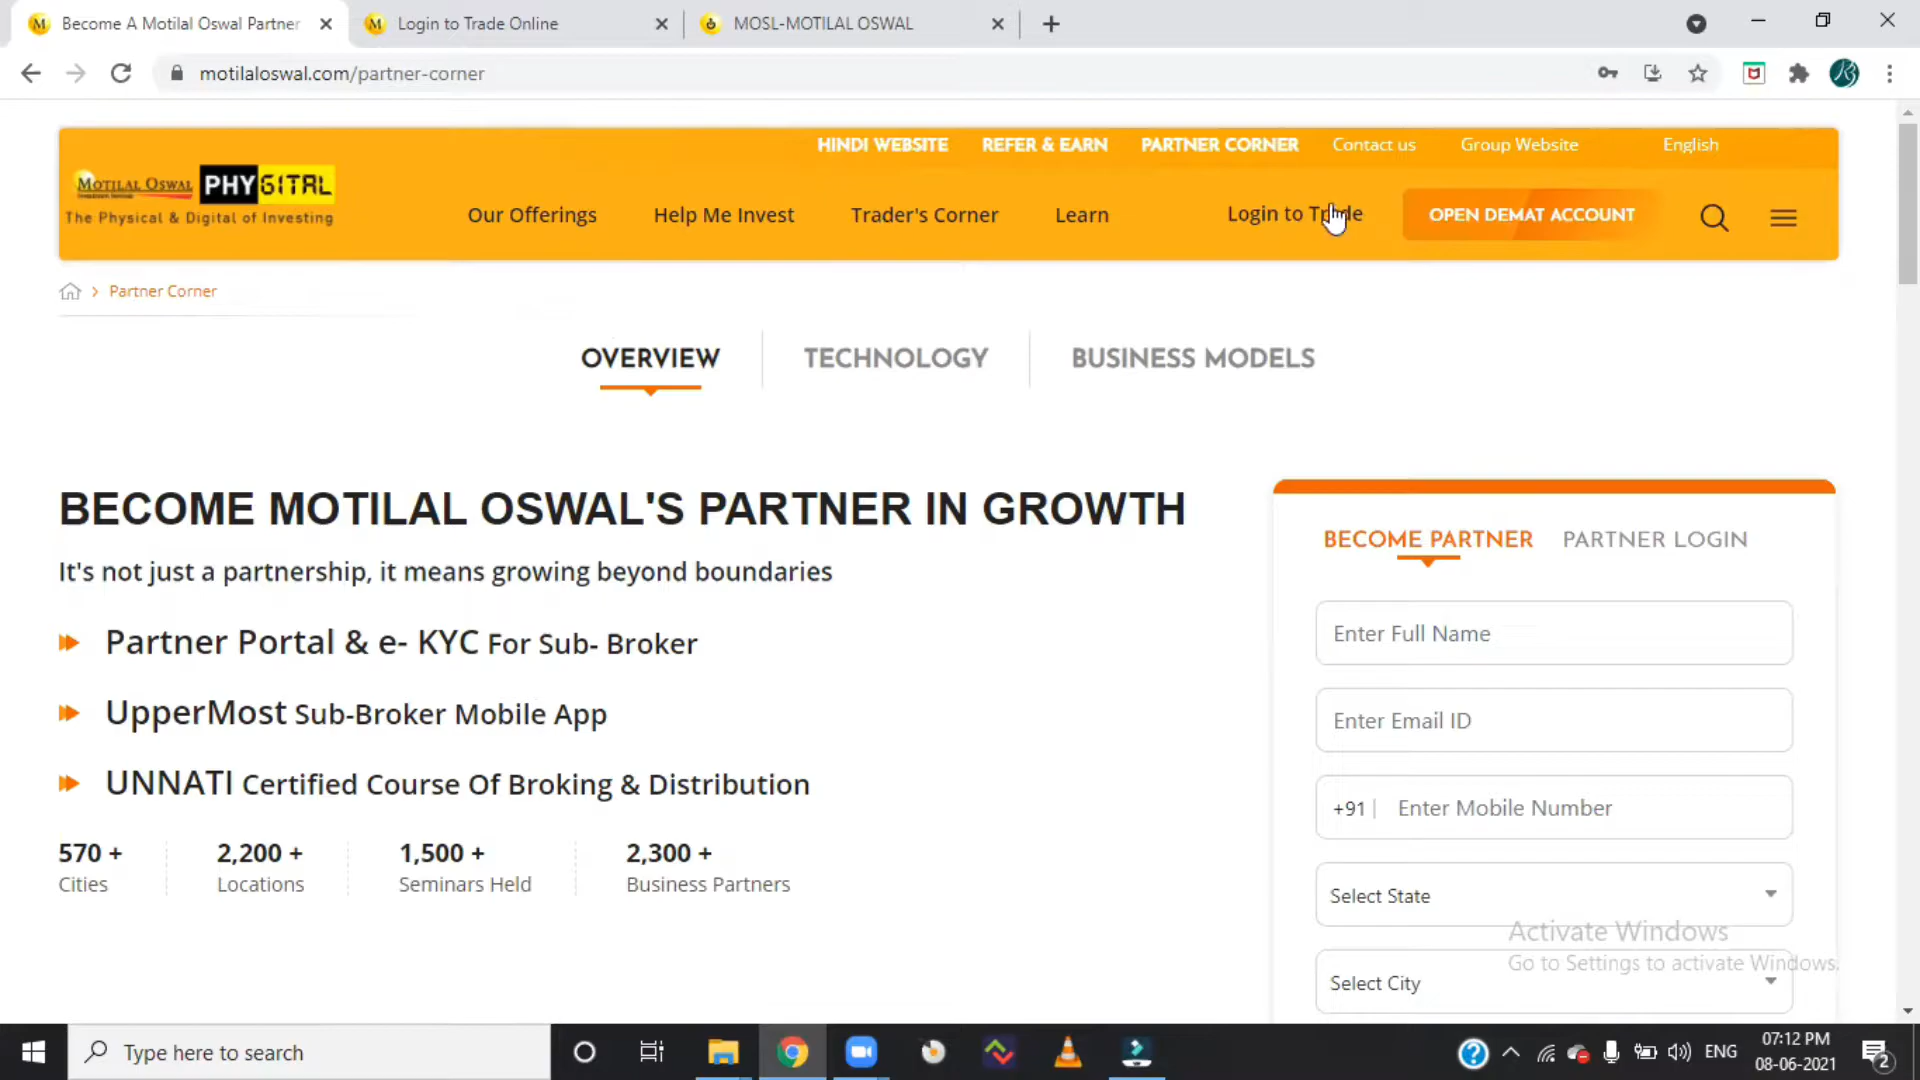 Become A Motilal Oswal Partner
Login to Trade Online
MOSL-MOTILAL OSWAL
motilaloswal.com/partner-corner
HINDI WEBSITE
REFER & EARN
PARTNER CORNER
Contact us
Group Website
English
MOTILAL OSWAL
PHYGITAL
The Physical & Digital of Investing
Our Offerings
Help Me Invest
Trader's Corner
Learn
Login to Trade
OPEN DEMAT ACCOUNT
Partner Corner
OVERVIEW
TECHNOLOGY
BUSINESS MODELS
BECOME MOTILAL OSWAL'S PARTNER IN GROWTH
It's not just a partnership, it means growing beyond boundaries
Partner Portal & e- KYC For Sub- Broker
UpperMost Sub-Broker Mobile App
UNNATI Certified Course Of Broking & Distribution
570 +
Cities
2,200 +
Locations
1,500 +
Seminars Held
2,300 +
Business Partners
BECOME PARTNER
PARTNER LOGIN
Enter Full Name
Enter Email ID
+91
Enter Mobile Number
Select State
Select City
Activate Windows
Go to Settings to activate Windows.
Type here to search
ENG
07:12 PM
08-06-2021
2